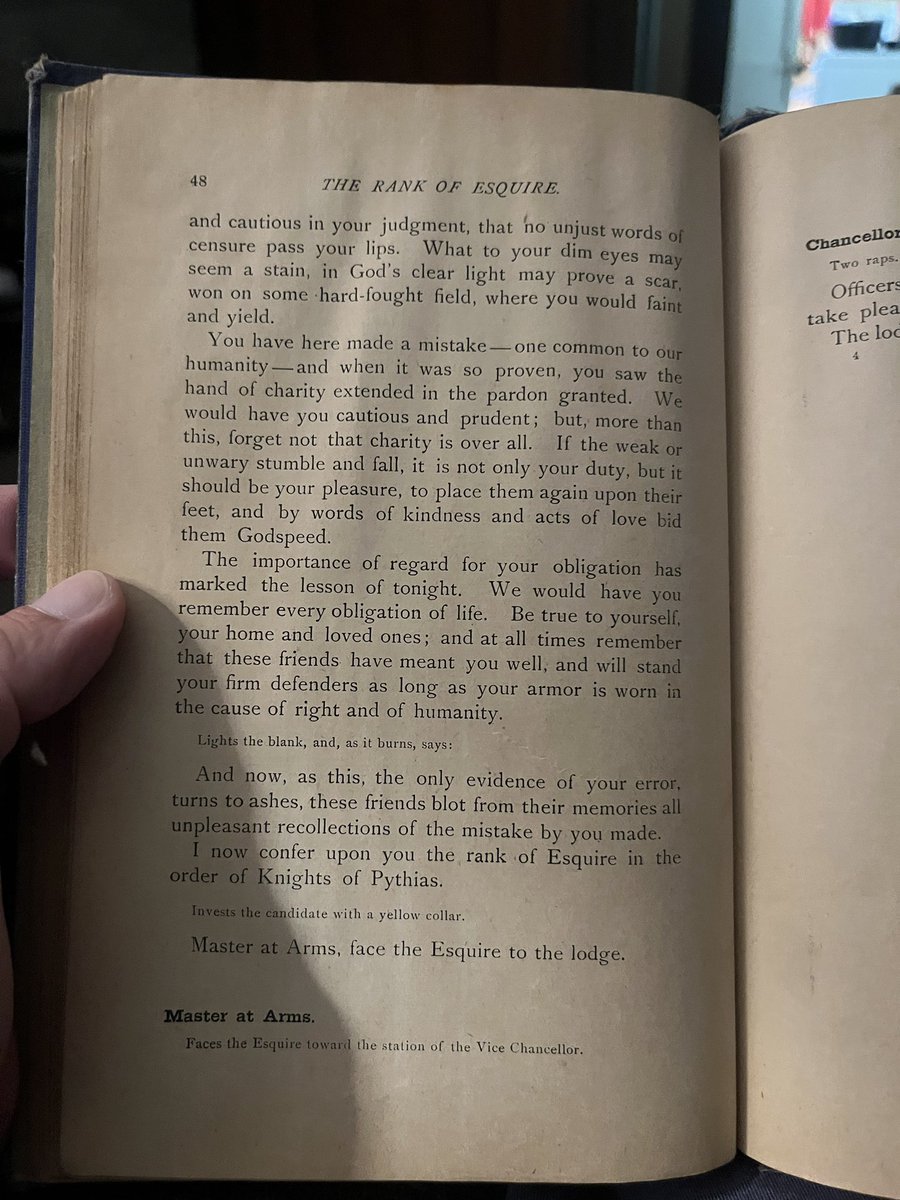 48 THE RANK OF ESQUIRE.
and cautious in your judgment, that no unjust words of
censure pass your lips. What to your dim eyes may
seem a stain, in God's clear light may prove a scar,
won on some hard-fought field, where you would faint
and yield.
You have here made a mistake—one common to our
humanity—and when it was so proven, you saw the
hand of charity extended in the pardon granted. We
would have you cautious and prudent; but, more than
this, forget not that charity is over all. If the weak or
unwary stumble and fall, it is not only your duty, but it
should be your pleasure, to place them again upon their
feet, and by words of kindness and acts of love bid
them Godspeed.
The importance of regard for your obligation has
marked the lesson of tonight. We would have you
remember every obligation of life. Be true to yourself,
your home and loved ones; and at all times remember
that these friends have meant you well, and will stand
your firm defenders as long as your armor is worn in
the cause of right and of humanity.
Lights the blank, and, as it burns, says:
And now, as this, the only evidence of your error,
turns to ashes, these friends blot from their memories all
unpleasant recollections of the mistake by you made.
I now confer upon you the rank of Esquire in the
order of Knights of Pythias.
Invests the candidate with a yellow collar.
Master at Arms, face the Esquire to the lodge.
Master at Arms.
Faces the Esquire toward the station of the Vice Chancellor.
Chancellor
Two raps.
Officers
take
The
4